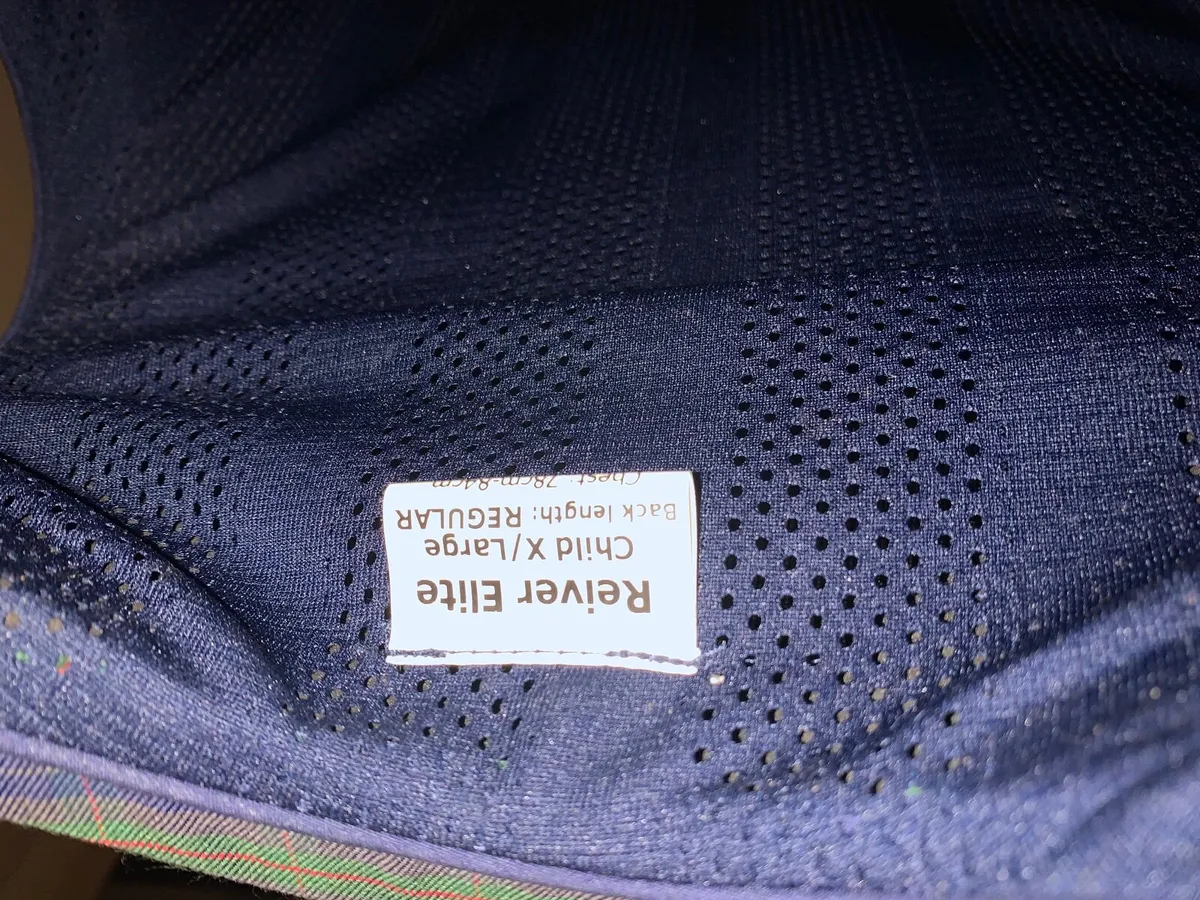 Reiver Elite
Child X/Large
Back length: REGULAR
Chest: 78cm-84cm